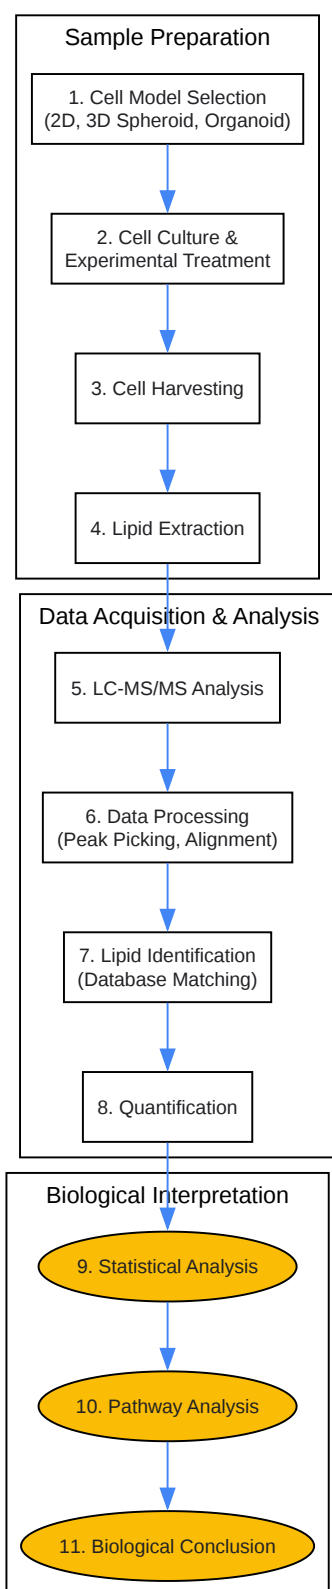 Sample Preparation
1. Cell Model Selection
(2D, 3D Spheroid, Organoid)
2. Cell Culture &
Experimental Treatment
3. Cell Harvesting
4. Lipid Extraction
Data Acquisition & Analysis
5. LC-MS/MS Analysis
6. Data Processing
(Peak Picking, Alignment)
7. Lipid Identification
(Database Matching)
8. Quantification
Biological Interpretation
9. Statistical Analysis
10. Pathway Analysis
11. Biological Conclusion